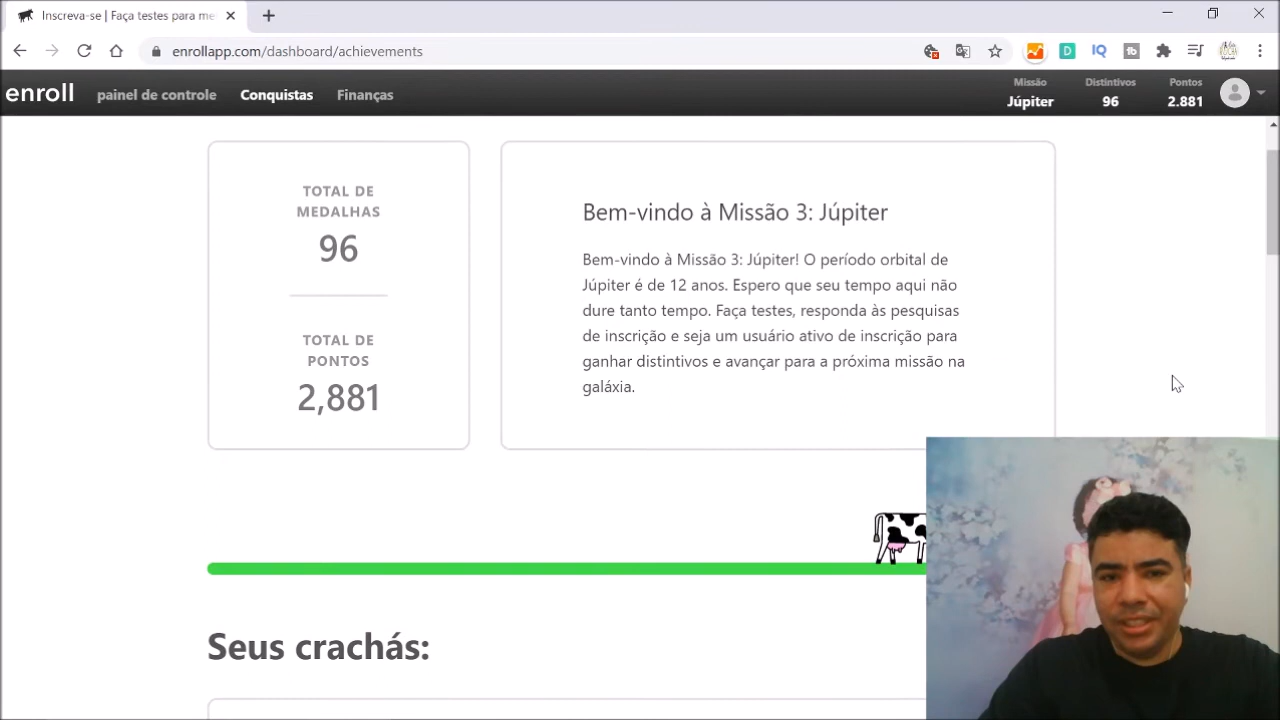 Inscreva-se | Faça testes para me
enrollapp.com/dashboard/achievements
enroll
painel de controle
Conquistas
Finanças
Missão
Júpiter
Distintivos
96
Pontos
2.881
TOTAL DE
MEDALHAS
96
TOTAL DE
PONTOS
2,881
Bem-vindo à Missão 3: Júpiter
Bem-vindo à Missão 3: Júpiter! O período orbital de
Júpiter é de 12 anos. Espero que seu tempo aqui não
dure tanto tempo. Faça testes, responda às pesquisas
de inscrição e seja um usuário ativo de inscrição para
ganhar distintivos e avançar para a próxima missão na
galáxia.
Seus crachás: